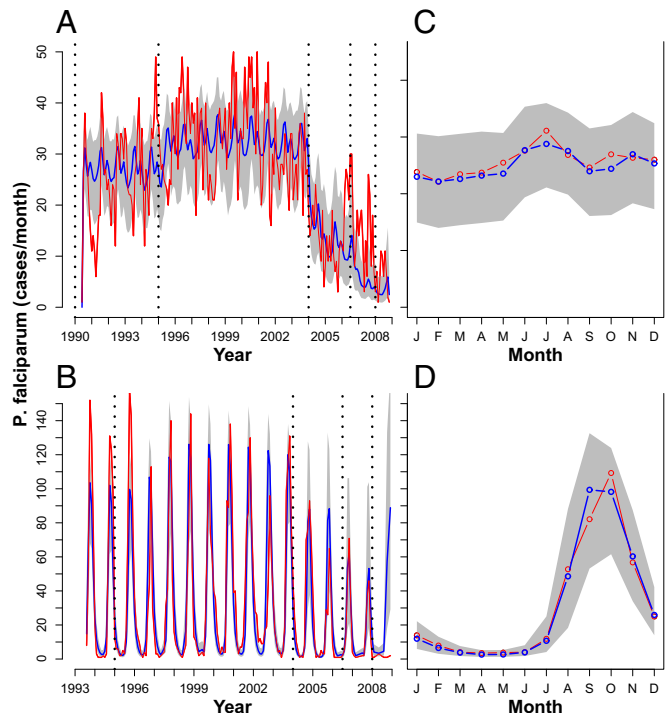 A
C
P. falciparum (cases/month)
50
40
30
20
10
0
1990 1993 1996 1999 2002 2005 2008
Year
J F M A M J J A S O N D
Month
B
D
140
120
100
80
60
40
20
0
1993 1996 1999 2002 2005 2008
Year
J F M A M J J A S O N D
Month